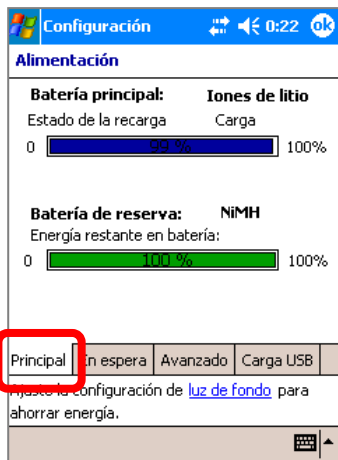 Configuración 0:22 ok
Alimentación
Batería principal: Iones de litio
Estado de la recarga Carga
0 99 % 100%
Batería de reserva: NiMH
Energía restante en batería:
0 100 % 100%
Principal En espera Avanzado Carga USB
Ajuste la configuración de luz de fondo para
ahorrar energía.